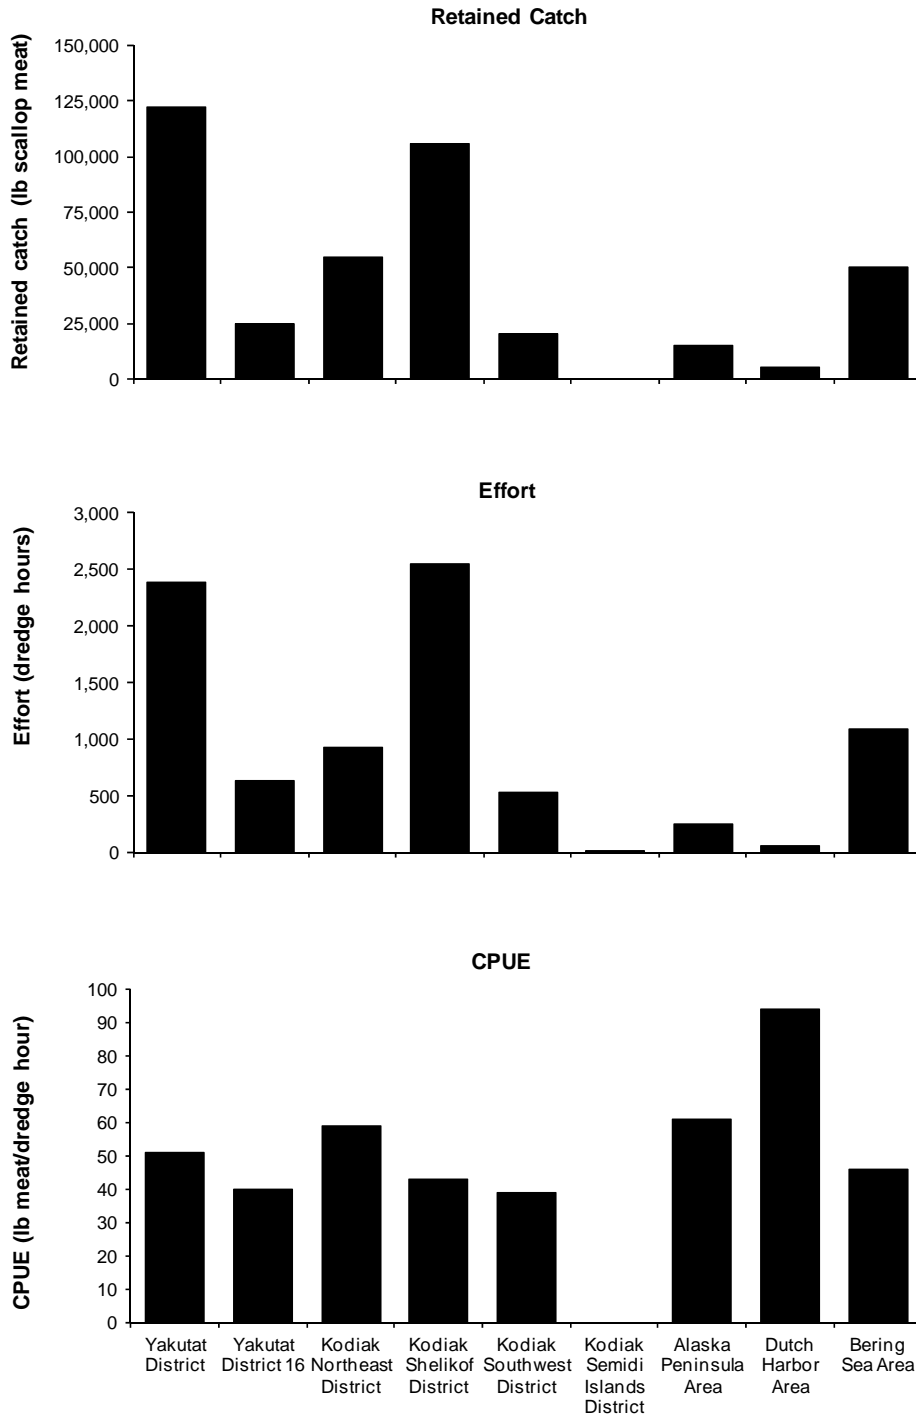 Retained Catch
Retained catch (lb scallop meat)
150,000
125,000
100,000
75,000
50,000
25,000
0
Effort
Effort (dredge hours)
3,000
2,500
2,000
1,500
1,000
500
0
CPUE
CPUE (lb meat/dredge hour)
100
90
80
70
60
50
40
30
20
10
0
Yakutat District
Yakutat District 16
Kodiak Northeast District
Kodiak Shelikof District
Kodiak Southwest District
Kodiak Semidi Islands District
Alaska Peninsula Area
Dutch Harbor Area
Bering Sea Area